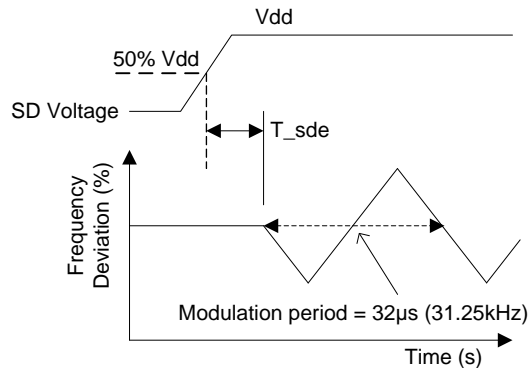 Vdd
50% Vdd
SD Voltage
T_sde
Frequency
Deviation (%)
Modulation period = 32µs (31.25kHz)
Time (s)